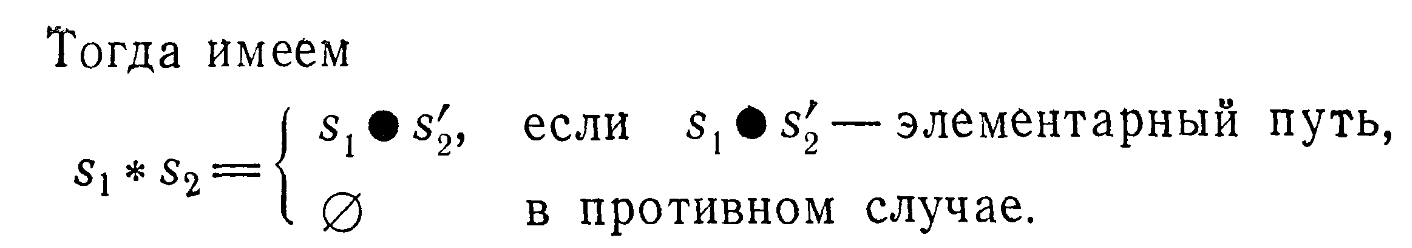 Тогда имеем
s₁ ● s′₂, если s₁ ● s′₂ — элементарный путь,
s₁ * s₂ = {
∅ в противном случае.